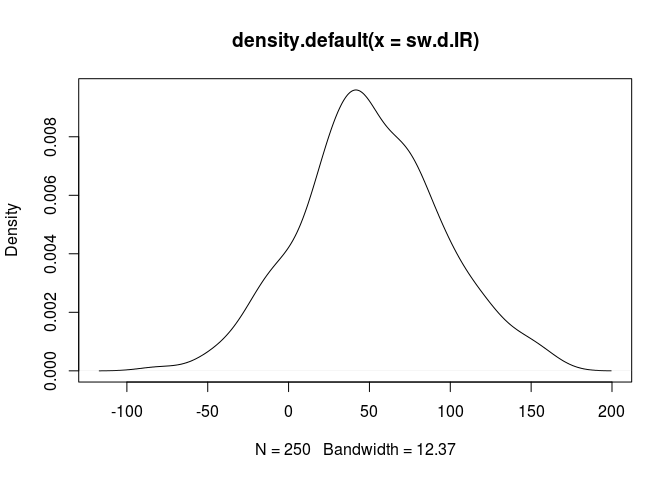 density.default(x = sw.d.IR)
Density
0.008
0.006
0.004
0.002
0.000
-100 -50 0 50 100 150 200
N = 250 Bandwidth = 12.37